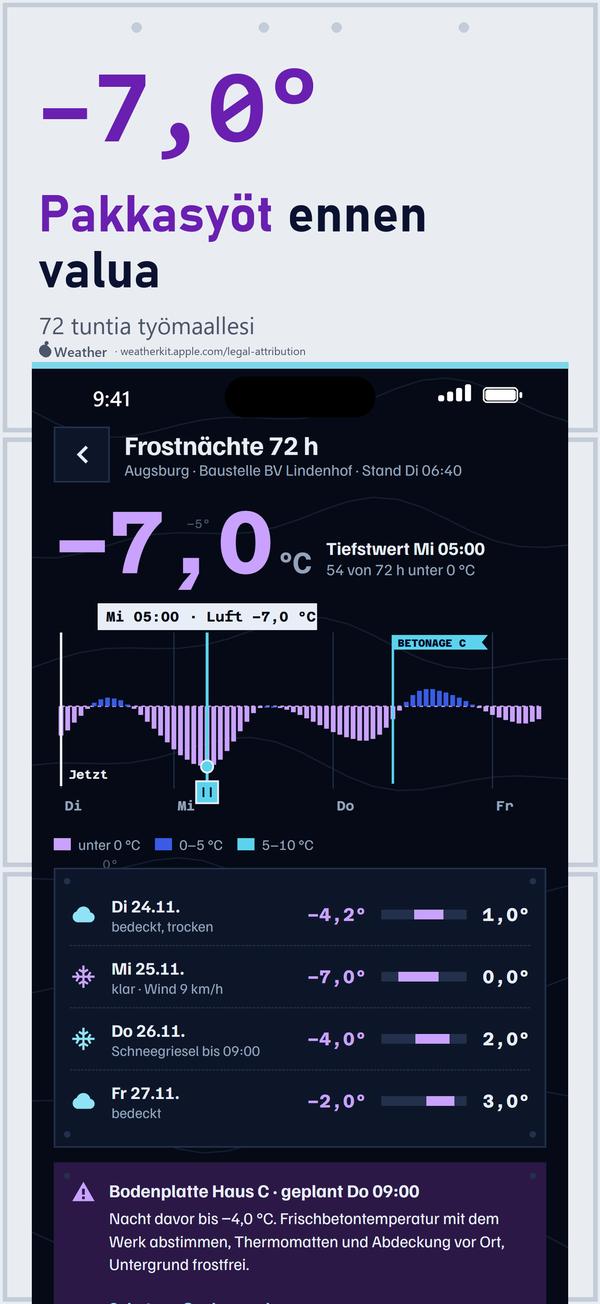 −7,0°
Pakkasyöt ennen
valua
72 tuntia työmaallesi
Weather · weatherkit.apple.com/legal-attribution
9:41
Frostnächte 72 h
Augsburg · Baustelle BV Lindenhof · Stand Di 06:40
−5°
−7,0 °C
Tiefstwert Mi 05:00
54 von 72 h unter 0 °C
Mi 05:00 · Luft −7,0 °C
BETONAGE C
Jetzt
Di Mi Do Fr
unter 0 °C 0–5 °C 5–10 °C
0°
Di 24.11. −4,2° 1,0°
bedeckt, trocken
Mi 25.11. −7,0° 0,0°
klar · Wind 9 km/h
Do 26.11. −4,0° 2,0°
Schneegriesel bis 09:00
Fr 27.11. −2,0° 3,0°
bedeckt
Bodenplatte Haus C · geplant Do 09:00
Nacht davor bis −4,0 °C. Frischbetontemperatur mit dem
Werk abstimmen, Thermomatten und Abdeckung vor Ort,
Untergrund frostfrei.